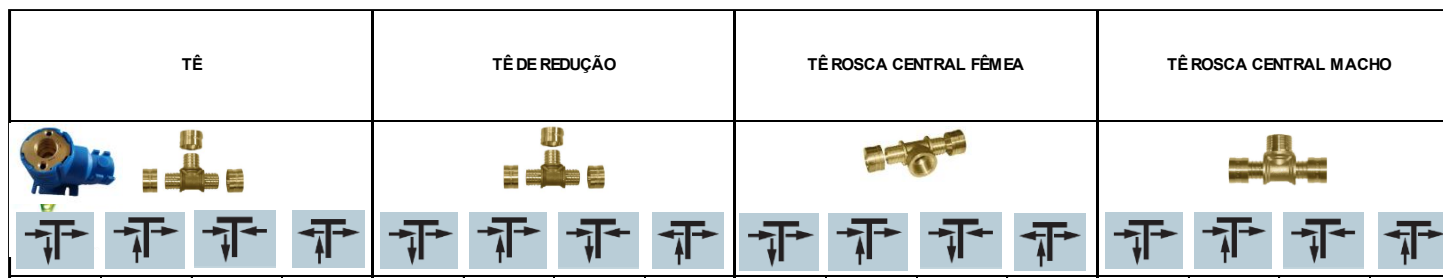 TÊ
TÊ DE REDUÇÃO
TÊ ROSCA CENTRAL FÊMEA
TÊ ROSCA CENTRAL MACHO